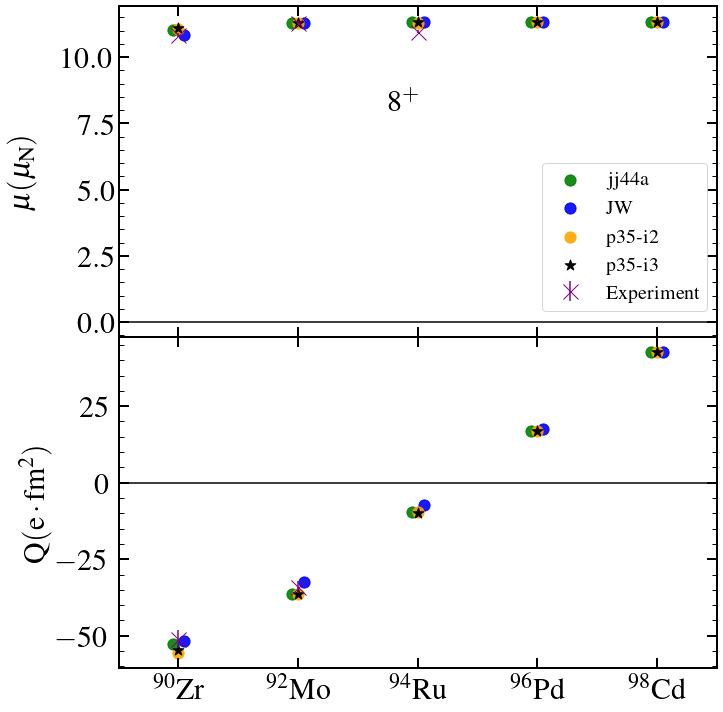 10.0
7.5
5.0
2.5
0.0
μ(μ_N)
8⁺
jj44a
JW
p35-i2
p35-i3
Experiment
25
0
−25
−50
Q(e·fm²)
⁹⁰Zr
⁹²Mo
⁹⁴Ru
⁹⁶Pd
⁹⁸Cd